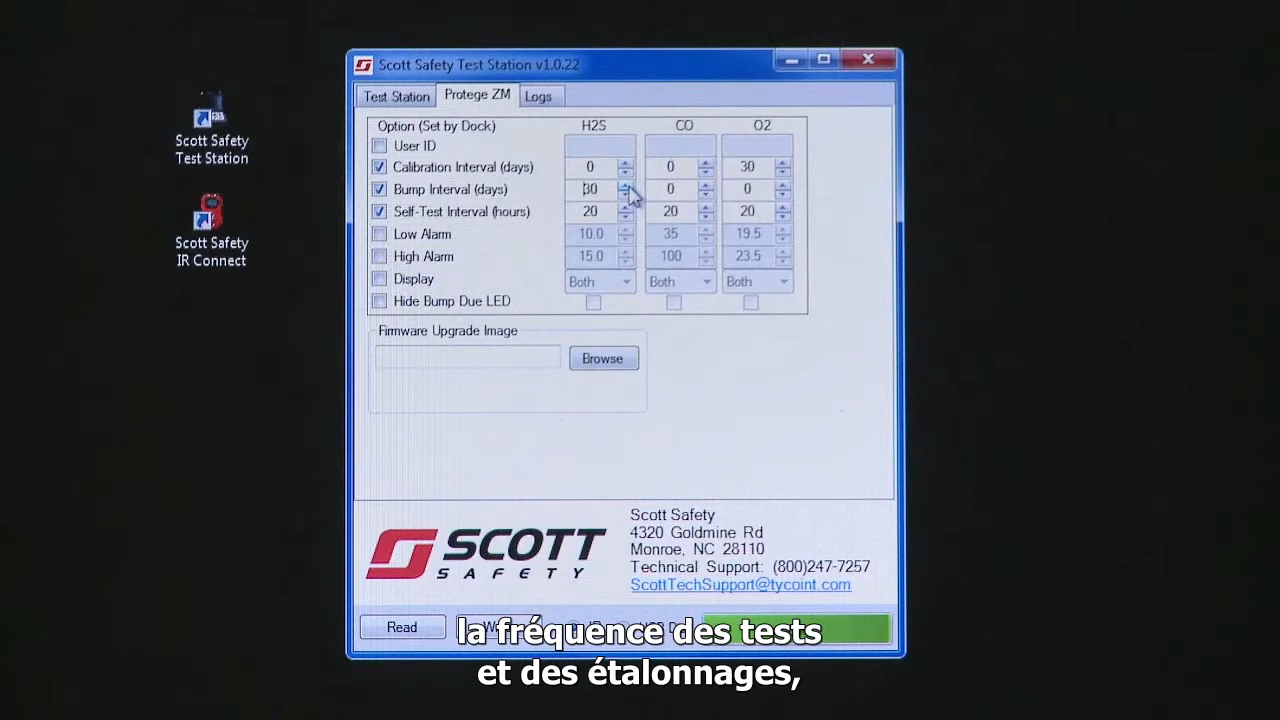 Scott Safety Test Station v1.0.22
Scott Safety
Test Station
Scott Safety
IR Connect
Test Station
Protege ZM
Logs
Option (Set by Dock)
H2S
CO
O2
User ID
Calibration Interval (days)
0
0
30
Bump Interval (days)
30
0
0
Self-Test Interval (hours)
20
20
20
Low Alarm
10.0
35
19.5
High Alarm
15.0
100
23.5
Display
Both
Both
Both
Hide Bump Due LED
Firmware Upgrade Image
Browse
SCOTT
SAFETY
Scott Safety
4320 Goldmine Rd
Monroe, NC 28110
Technical Support: (800)247-7257
ScottTechSupport@tycoint.com
Read
la fréquence des tests
et des étalonnages,